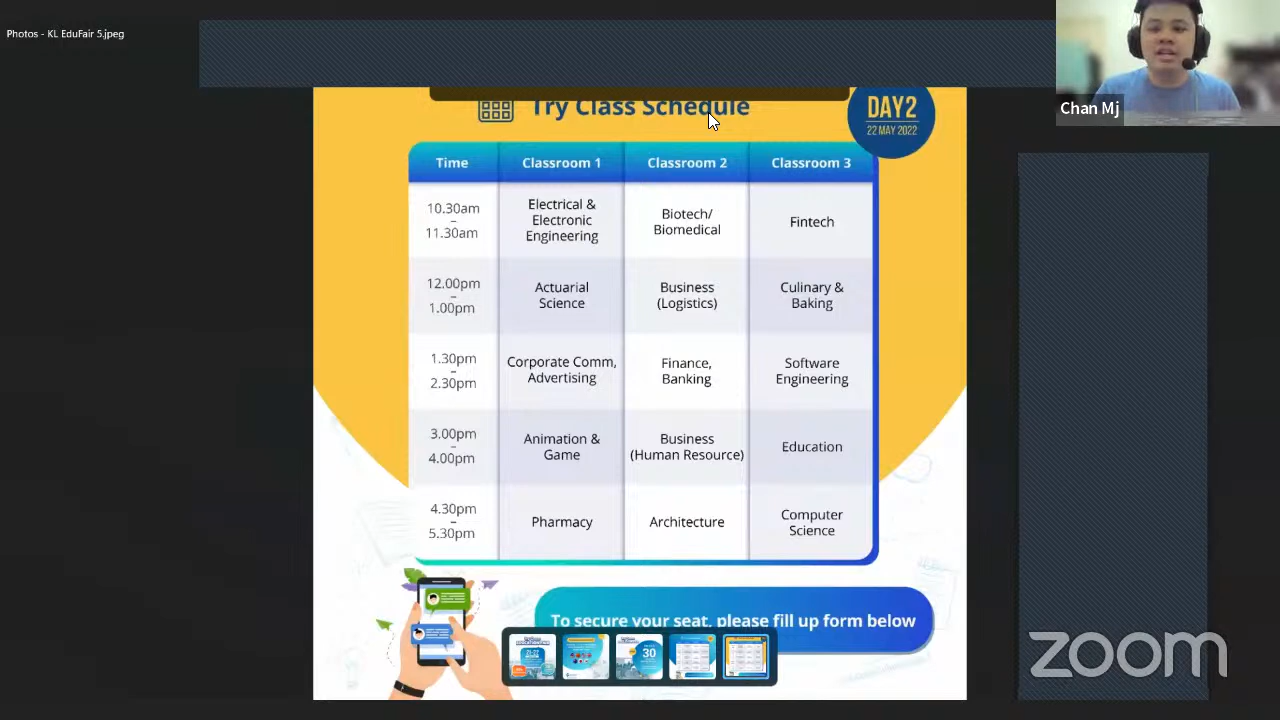 Photos - KL EduFair 5.jpeg
Chan Mj
Try Class Schedule
DAY2
22 MAY 2022
Time Classroom 1 Classroom 2 Classroom 3
10.30am
–
11.30am
Electrical &
Electronic
Engineering
Biotech/
Biomedical
Fintech
12.00pm
–
1.00pm
Actuarial
Science
Business
(Logistics)
Culinary &
Baking
1.30pm
–
2.30pm
Corporate Comm,
Advertising
Finance,
Banking
Software
Engineering
3.00pm
–
4.00pm
Animation &
Game
Business
(Human Resource)
Education
4.30pm
–
5.30pm
Pharmacy
Architecture
Computer
Science
To secure your seat, please fill up form below
30
zoom